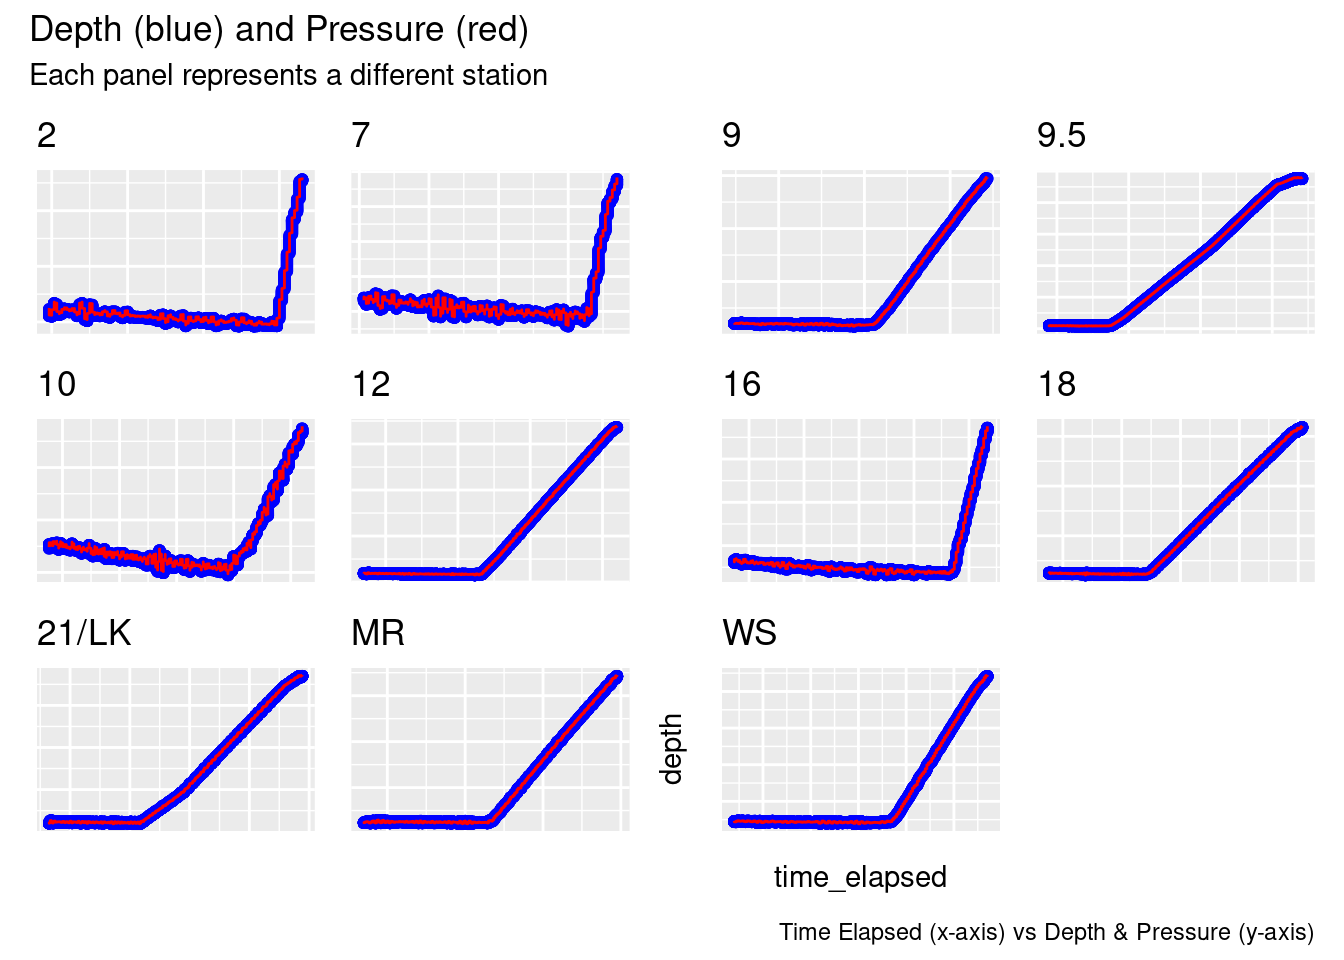 Depth (blue) and Pressure (red)
Each panel represents a different station
2
7
9
9.5
10
12
16
18
21/LK
MR
WS
depth
time_elapsed
Time Elapsed (x-axis) vs Depth & Pressure (y-axis)